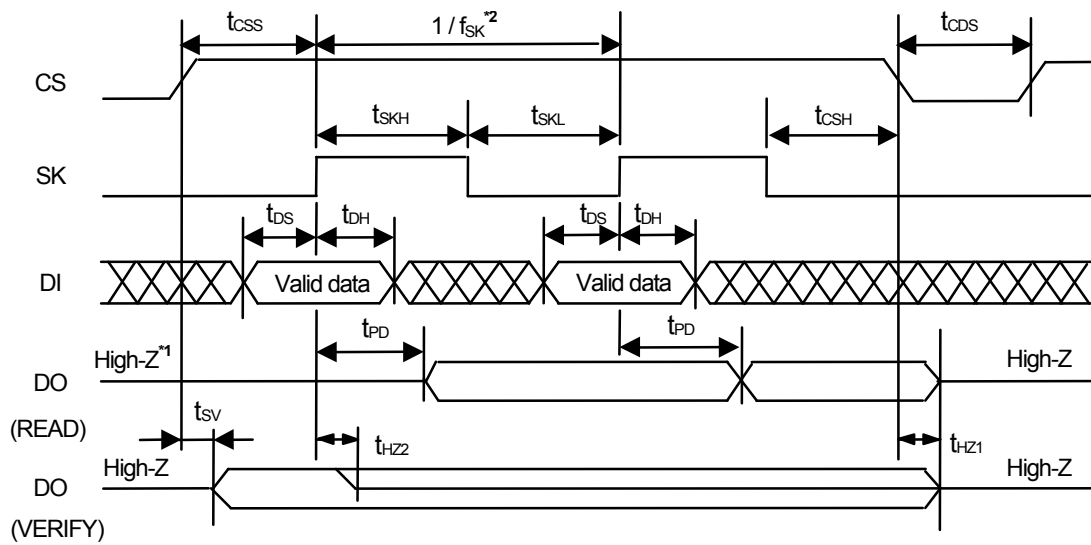 tCSS
1 / fSK*2
tCDS
CS
tSKH
tSKL
tCSH
SK
tDS
tDH
tDS
tDH
DI
Valid data
Valid data
tPD
tPD
High-Z*1
High-Z
DO
(READ)
tSV
tHZ2
tHZ1
High-Z
High-Z
DO
(VERIFY)